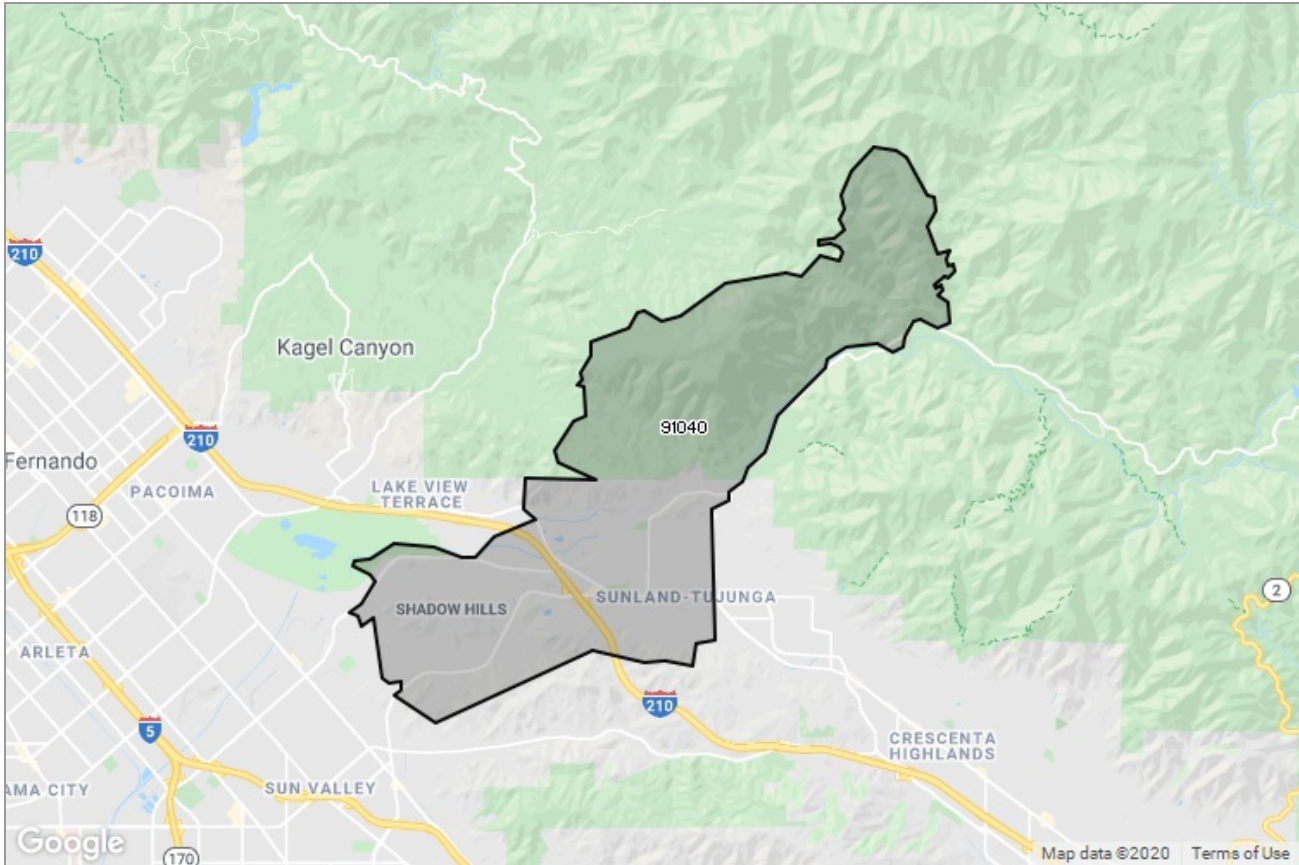 210
Kagel Canyon
91040
210
Fernando
PACOIMA
LAKE VIEW
TERRACE
118
SHADOW HILLS
SUNLAND-TUJUNGA
2
ARLETA
5
210
CRESCENTA
HIGHLANDS
AMA CITY
SUN VALLEY
Google
170
Map data ©2020 Terms of Use